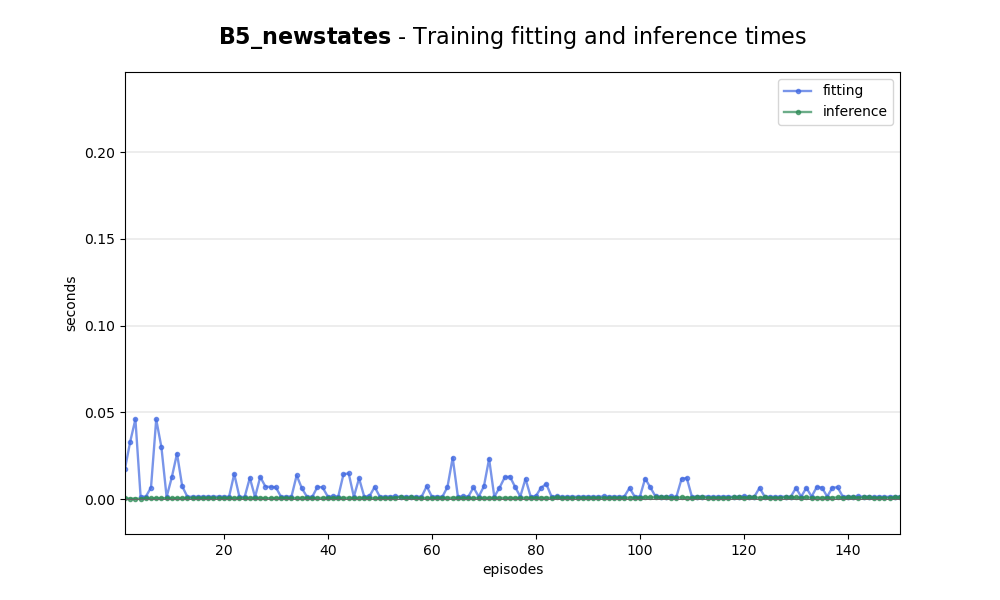 B5_newstates - Training fitting and inference times
fitting
inference
0.20
0.15
0.10
0.05
0.00
seconds
20 40 60 80 100 120 140
episodes